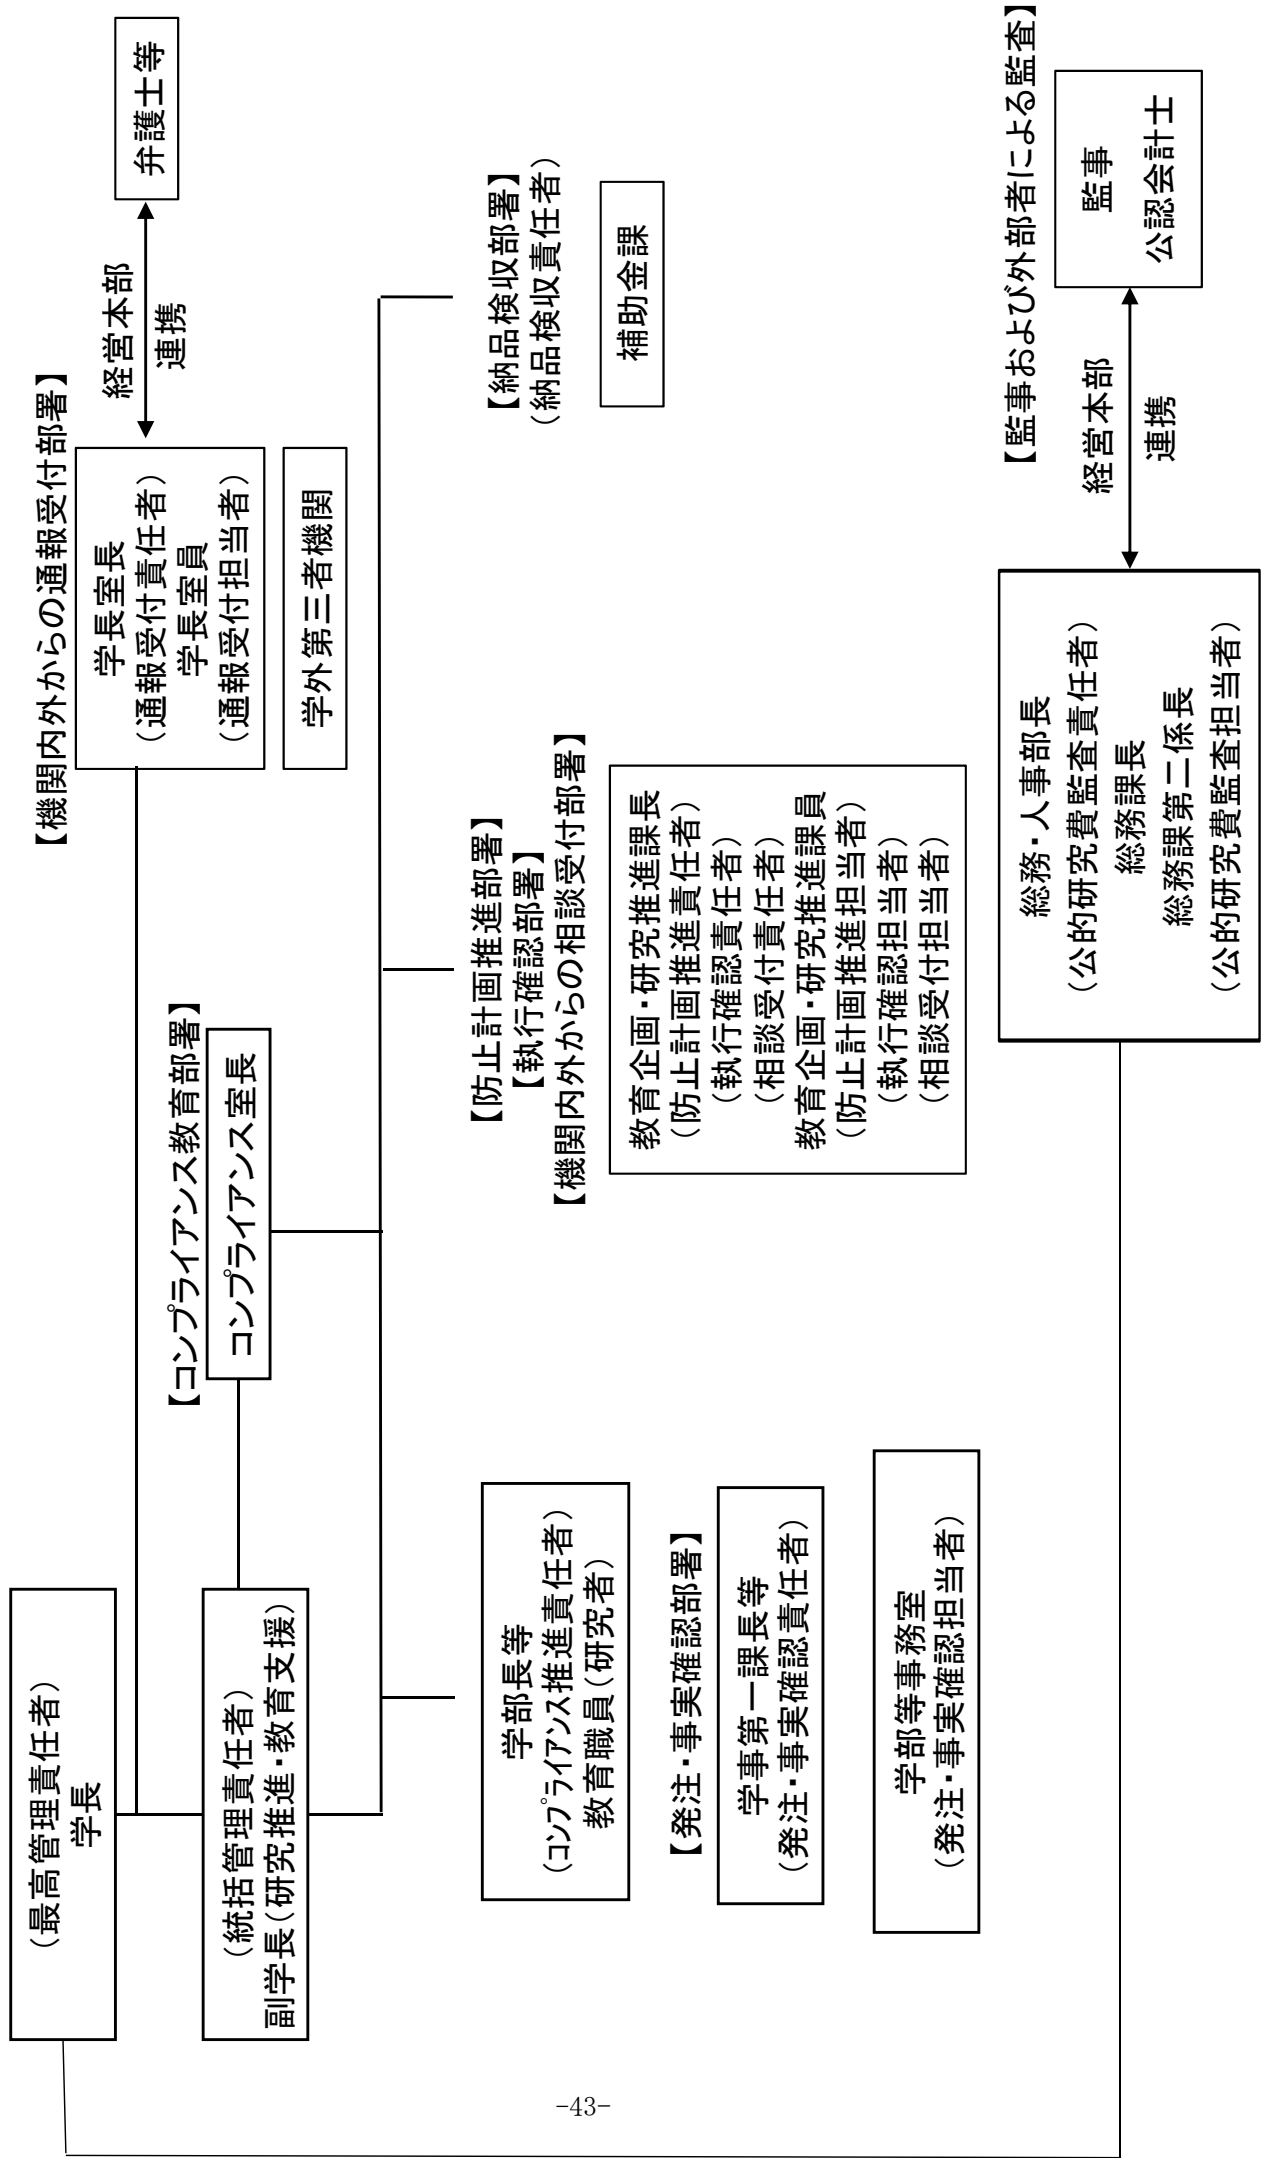 （最高管理責任者）
学長
（統括管理責任者）
副学長（研究推進・教育支援）
【コンプライアンス教育部署】
コンプライアンス室長
【機関内外からの通報受付部署】
学長室長
（通報受付責任者）
学長室員
（通報受付担当者）
学外第三者機関
経営本部
連携
弁護士等
学部長等
（コンプライアンス推進責任者）
教育職員（研究者）
【発注・事実確認部署】
学事第一課長等
（発注・事実確認責任者）
学部等事務室
（発注・事実確認担当者）
【防止計画推進部署】
【執行確認部署】
【機関内外からの相談受付部署】
教育企画・研究推進課長
（防止計画推進責任者）
（執行確認責任者）
（相談受付責任者）
教育企画・研究推進課員
（防止計画推進担当者）
（執行確認担当者）
（相談受付担当者）
【納品検収部署】
（納品検収責任者）
補助金課
総務・人事部長
（公的研究費監査責任者）
総務課長
総務課第二係長
（公的研究費監査担当者）
経営本部
連携
【監事および外部者による監査】
監事
公認会計士
-43-